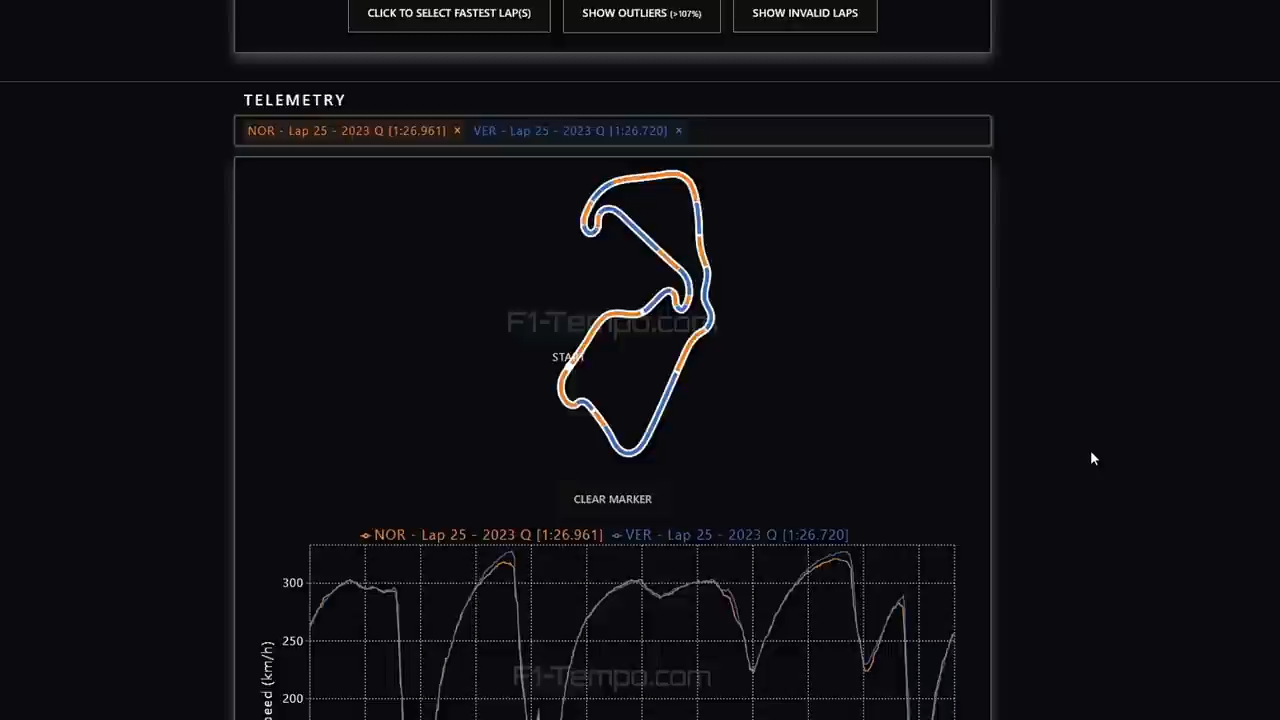 CLICK TO SELECT FASTEST LAP(S) SHOW OUTLIERS (>107%) SHOW INVALID LAPS
TELEMETRY
NOR - Lap 25 - 2023 Q [1:26.961] × VER - Lap 25 - 2023 Q [1:26.720] ×
F1-Tempo.com
START
CLEAR MARKER
NOR - Lap 25 - 2023 Q [1:26.961] VER - Lap 25 - 2023 Q [1:26.720]
300
250
F1-Tempo.com
200
peed (km/h)